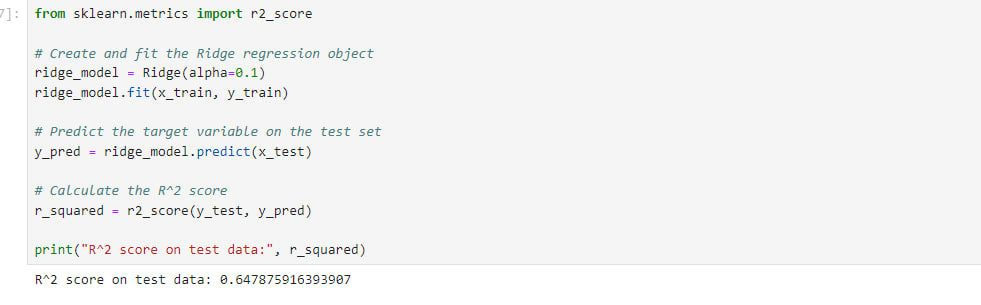 7]:
from sklearn.metrics import r2_score
# Create and fit the Ridge regression object
ridge_model = Ridge(alpha=0.1)
ridge_model.fit(x_train, y_train)
# Predict the target variable on the test set
y_pred = ridge_model.predict(x_test)
# Calculate the R^2 score
r_squared = r2_score(y_test, y_pred)
print("R^2 score on test data:", r_squared)
R^2 score on test data: 0.647875916393907